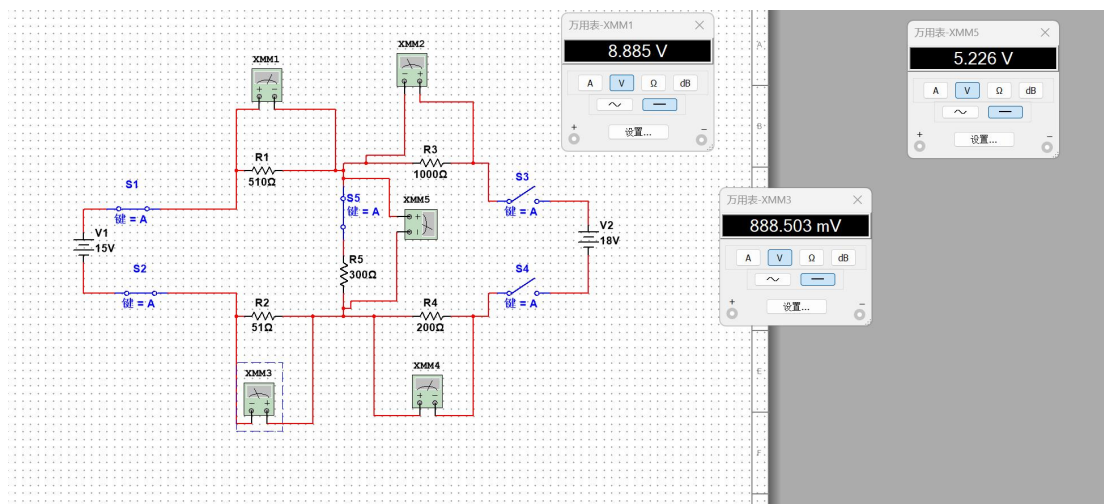 万用表-XMM1
8.885 V
A V Ω dB
设置...
+ −
万用表-XMM5
5.226 V
A V Ω dB
设置...
+ −
万用表-XMM3
888.503 mV
A V Ω dB
设置...
+ −
XMM1
XMM2
R1
510Ω
R3
1000Ω
S1
键 = A
S5
键 = A
XMM5
S3
键 = A
V1
15V
V2
18V
S2
键 = A
R5
300Ω
S4
键 = A
R2
51Ω
R4
200Ω
XMM3
XMM4
A
B
E
F